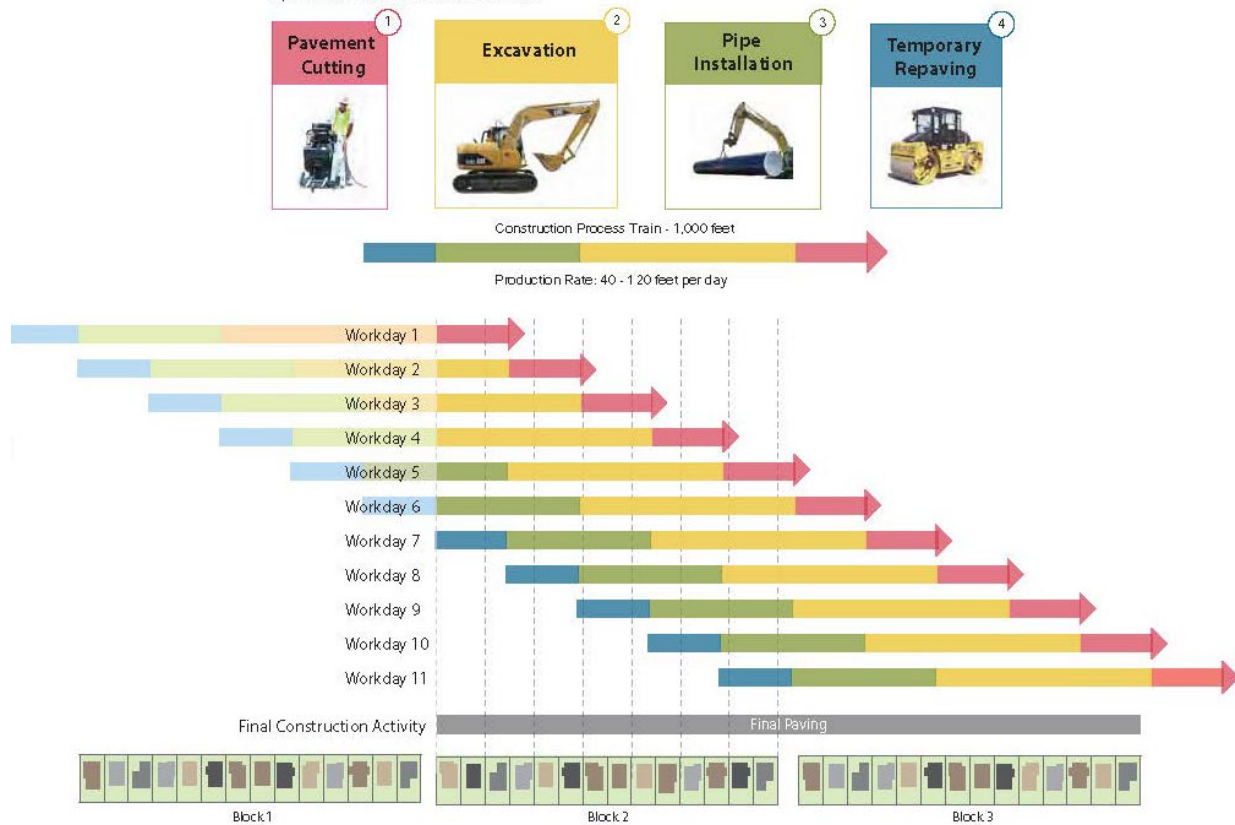 1
2
3
4
Pavement
Cutting
Excavation
Pipe
Installation
Temporary
Repaving
Construction Process Train - 1,000 feet
Production Rate: 40 - 120 feet per day
Workday 1
Workday 2
Workday 3
Workday 4
Workday 5
Workday 6
Workday 7
Workday 8
Workday 9
Workday 10
Workday 11
Final Construction Activity
Final Paving
Block 1
Block 2
Block 3